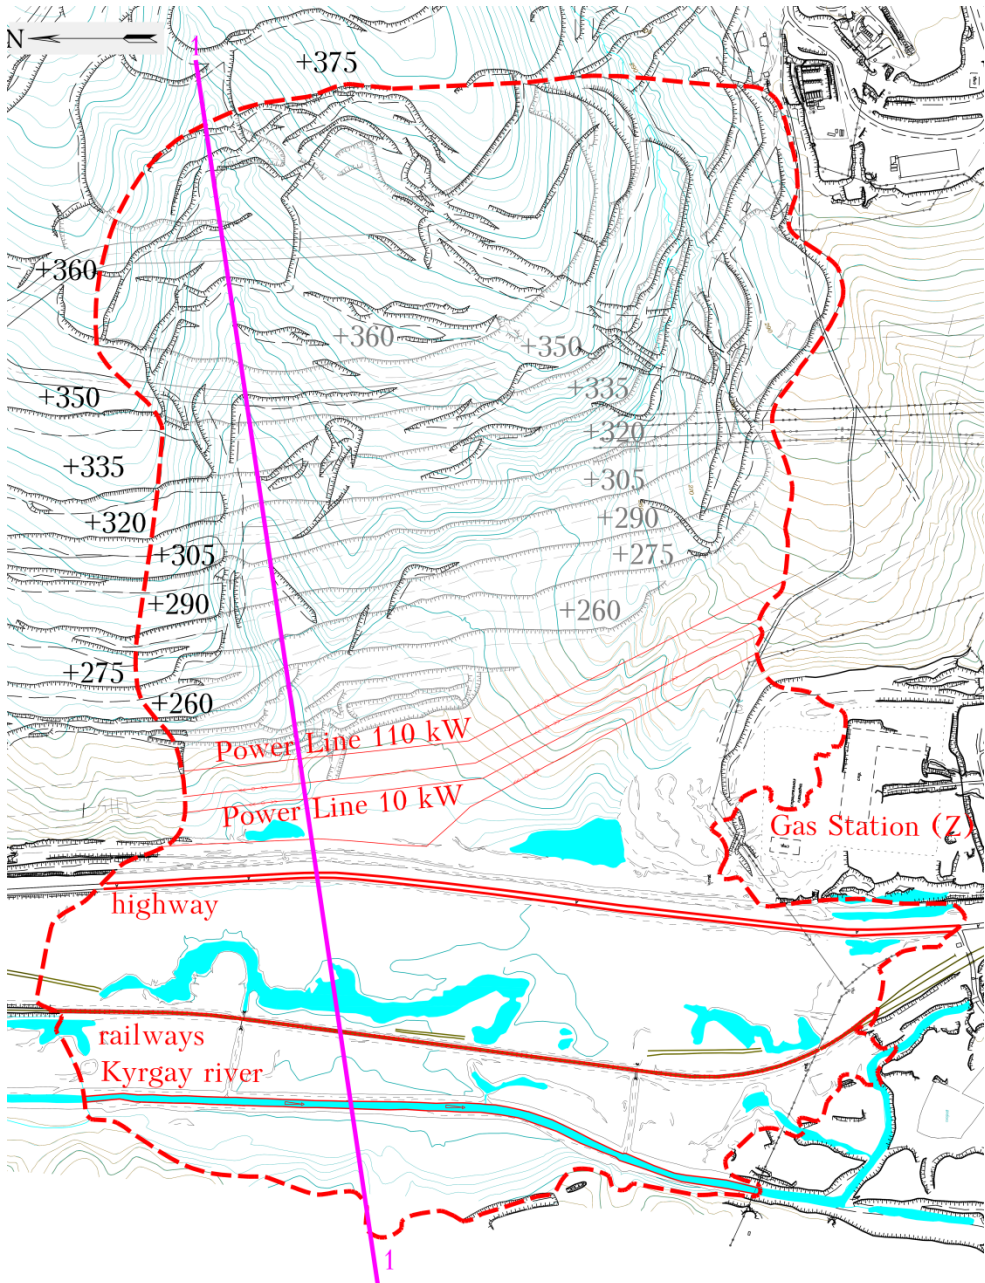 N
1
+375
+360
+360
+350
+350
+335
+335
+320
+320
+305
+305
+290
+290
+275
+275
+260
+260
Power Line 110 kW
Power Line 10 kW
Gas Station (Z)
highway
railways
Kyrgay river
1